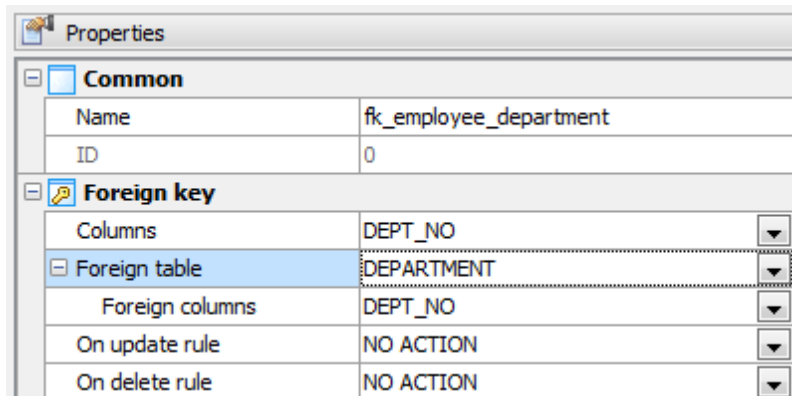 Properties
Common
Name fk_employee_department
ID 0
Foreign key
Columns DEPT_NO
Foreign table DEPARTMENT
Foreign columns DEPT_NO
On update rule NO ACTION
On delete rule NO ACTION